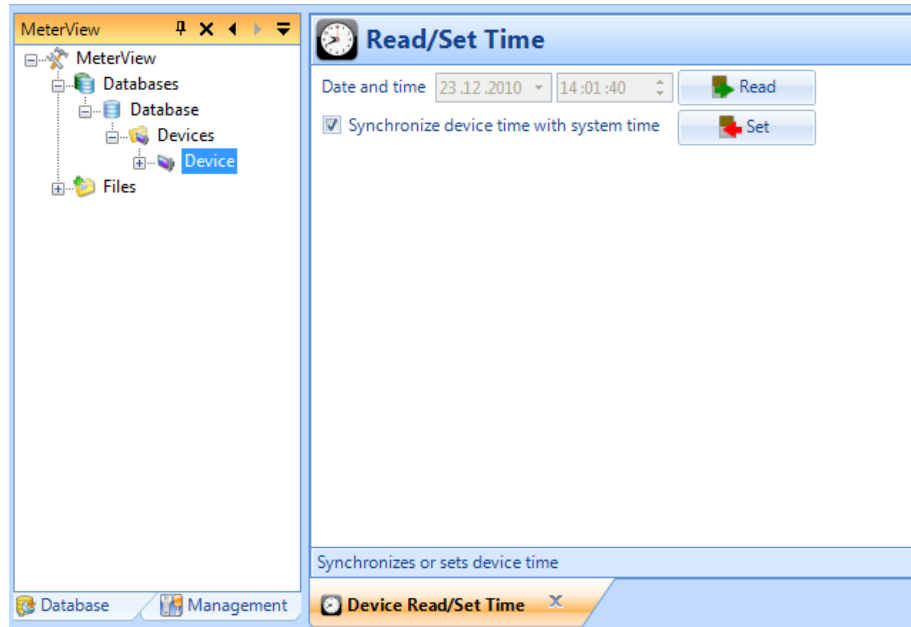 MeterView
MeterView
Databases
Database
Devices
Device
Files
Database
Management
Read/Set Time
Date and time 23.12.2010 14:01:40 Read
Synchronize device time with system time Set
Synchronizes or sets device time
Device Read/Set Time